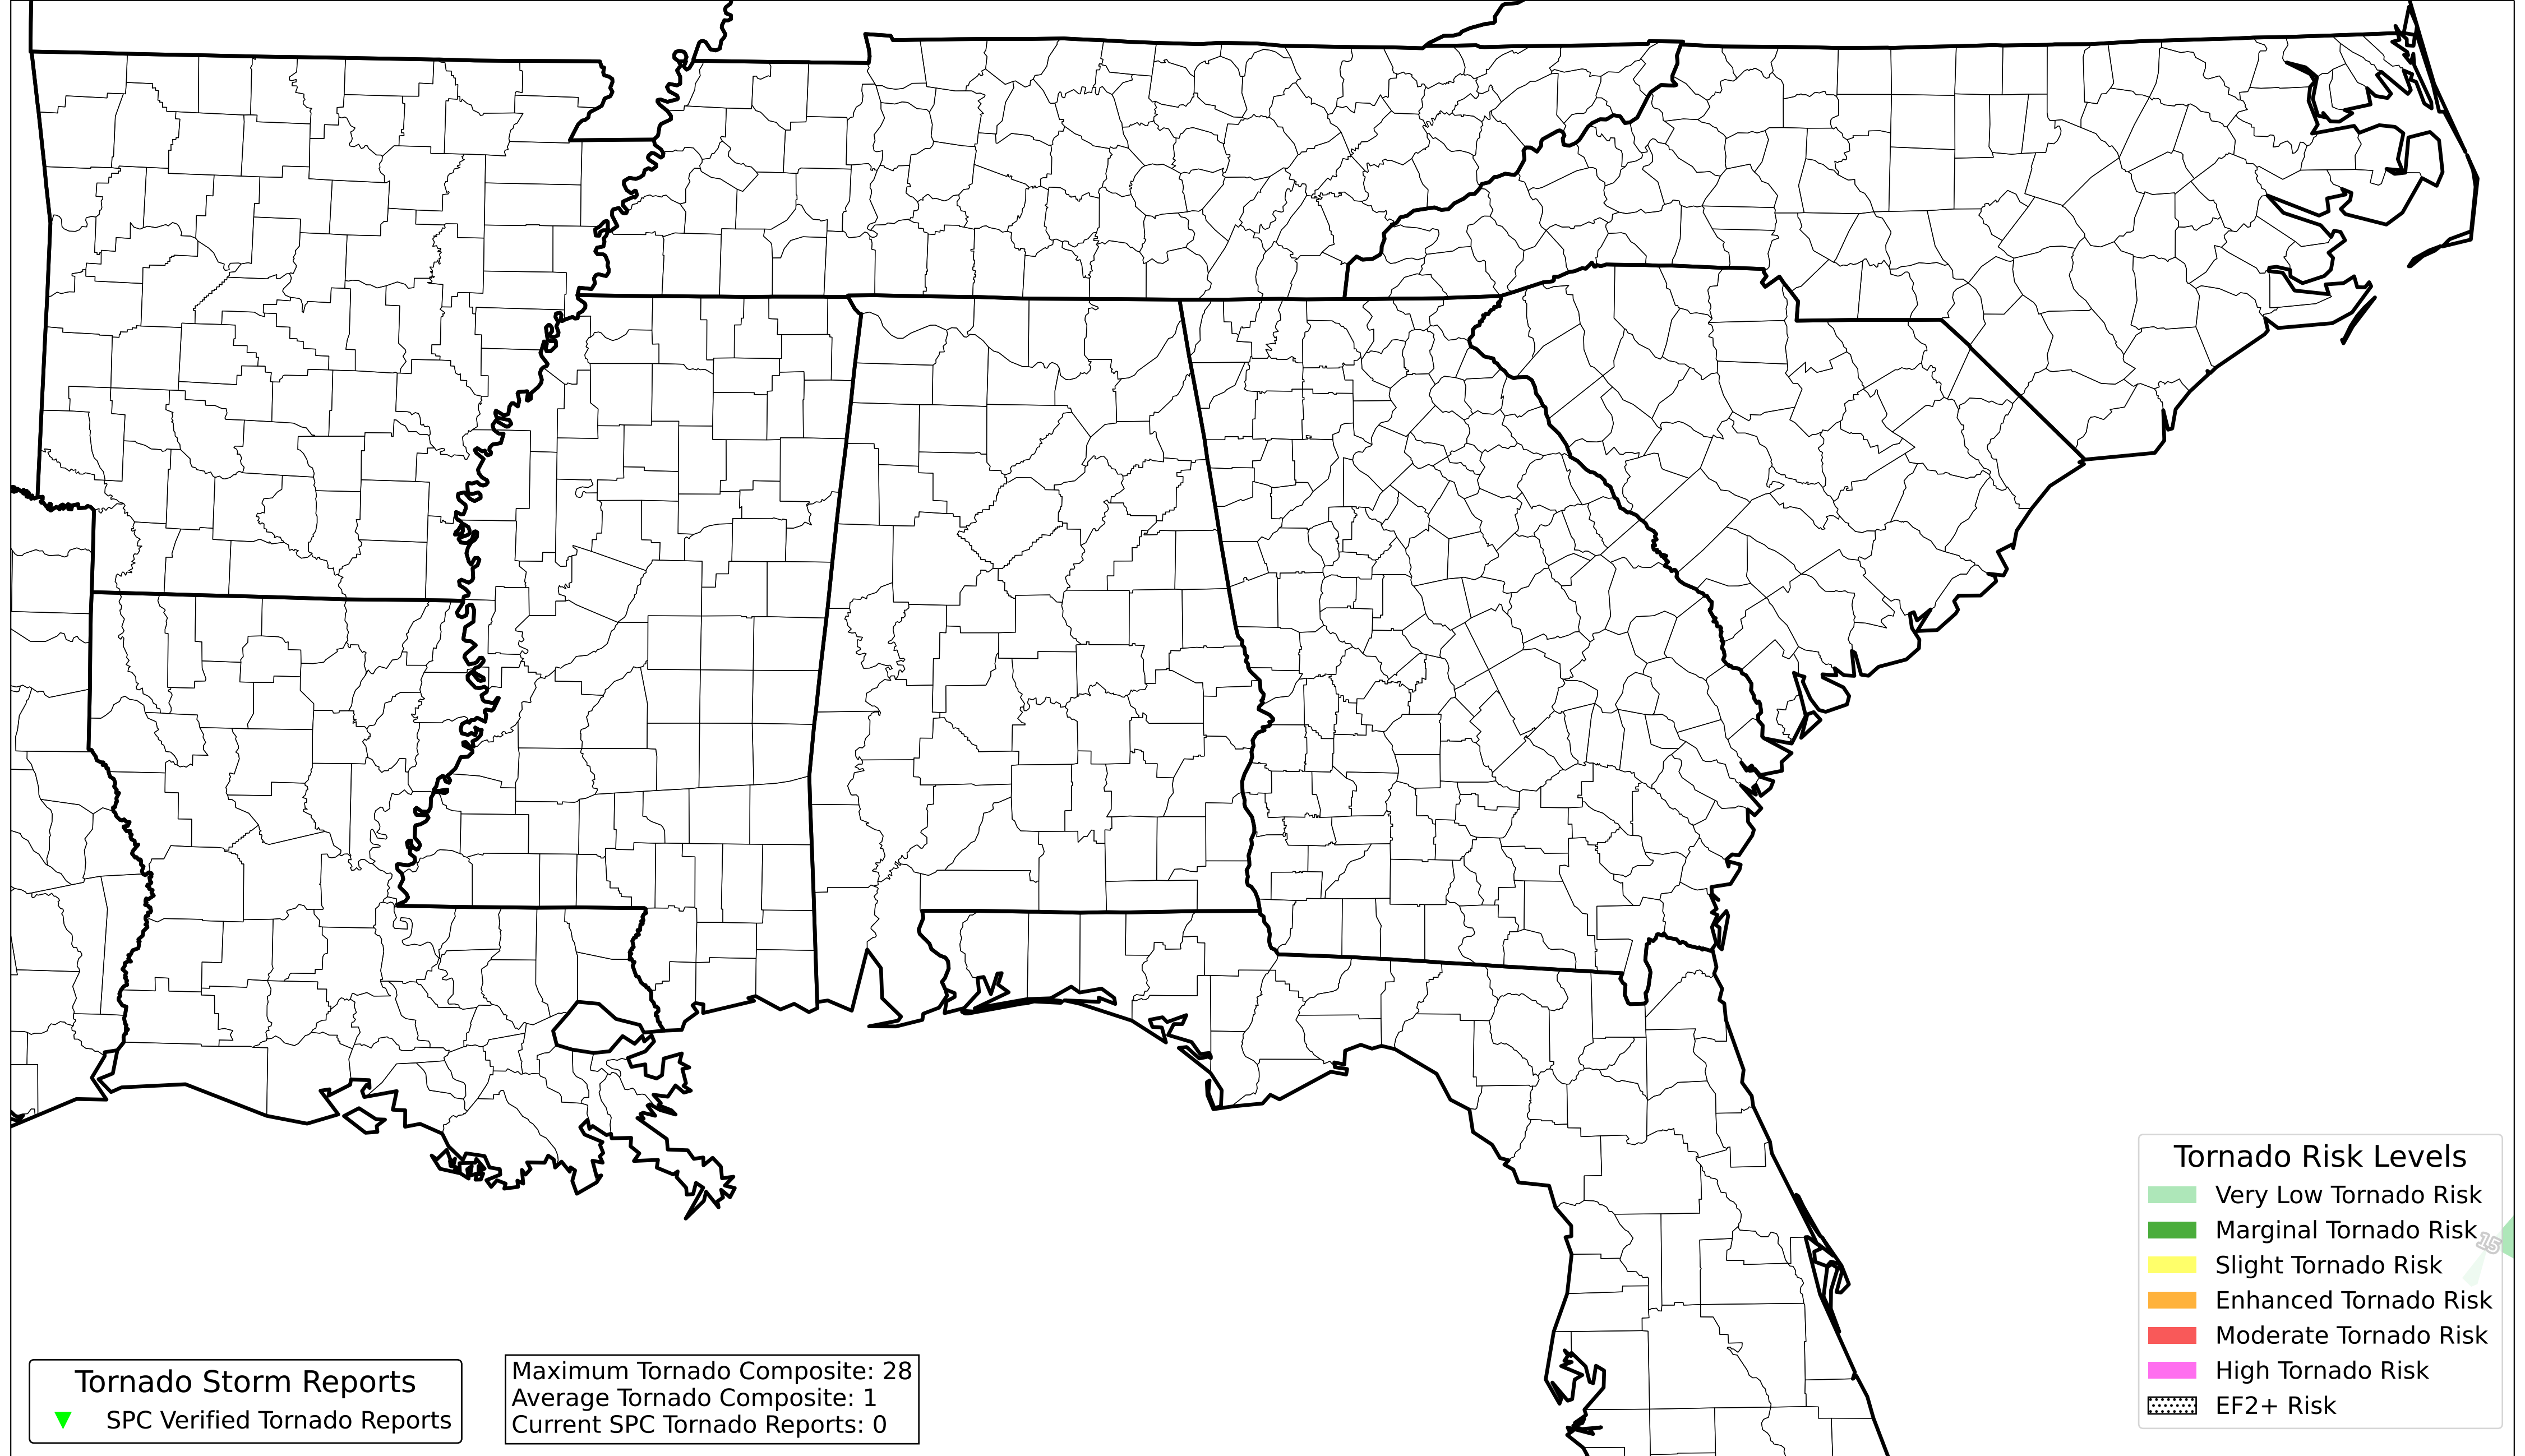 Tornado Risk Levels
Very Low Tornado Risk
Marginal Tornado Risk
15
Slight Tornado Risk
Enhanced Tornado Risk
Moderate Tornado Risk
High Tornado Risk
EF2+ Risk
Tornado Storm Reports
SPC Verified Tornado Reports
Maximum Tornado Composite: 28
Average Tornado Composite: 1
Current SPC Tornado Reports: 0